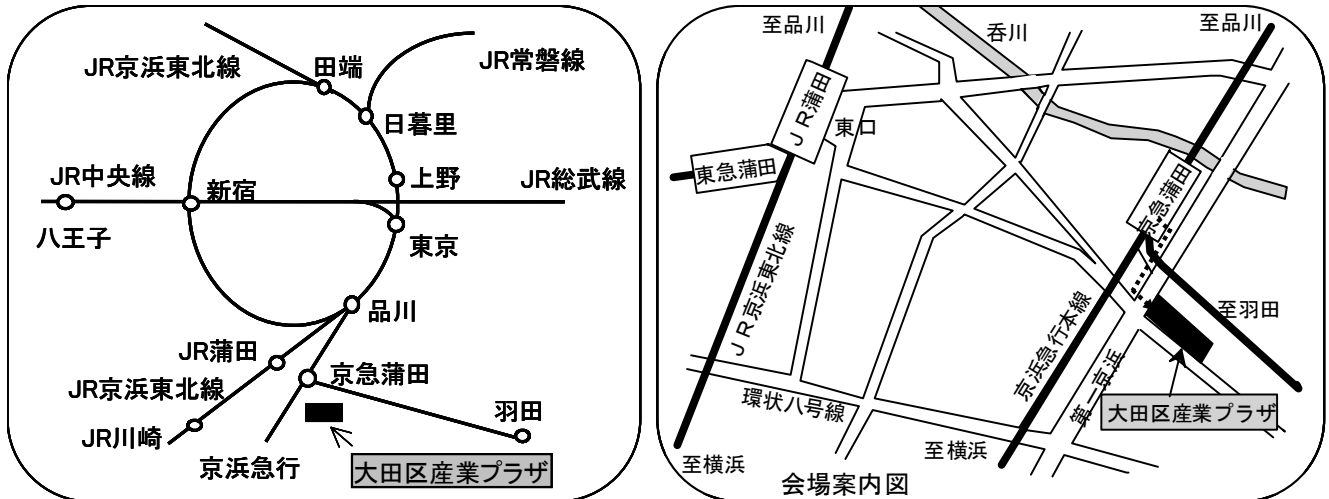 JR京浜東北線
田端
JR常磐線
日暮里
上野
JR中央線
新宿
JR総武線
八王子
東京
品川
JR蒲田
京急蒲田
JR京浜東北線
羽田
JR川崎
京浜急行
大田区産業プラザ
至品川
呑川
至品川
JR蒲田
東口
東急蒲田
京急蒲田
JR京浜東北線
至羽田
京浜急行本線
第一京浜
環状八号線
大田区産業プラザ
至横浜
至横浜
会場案内図